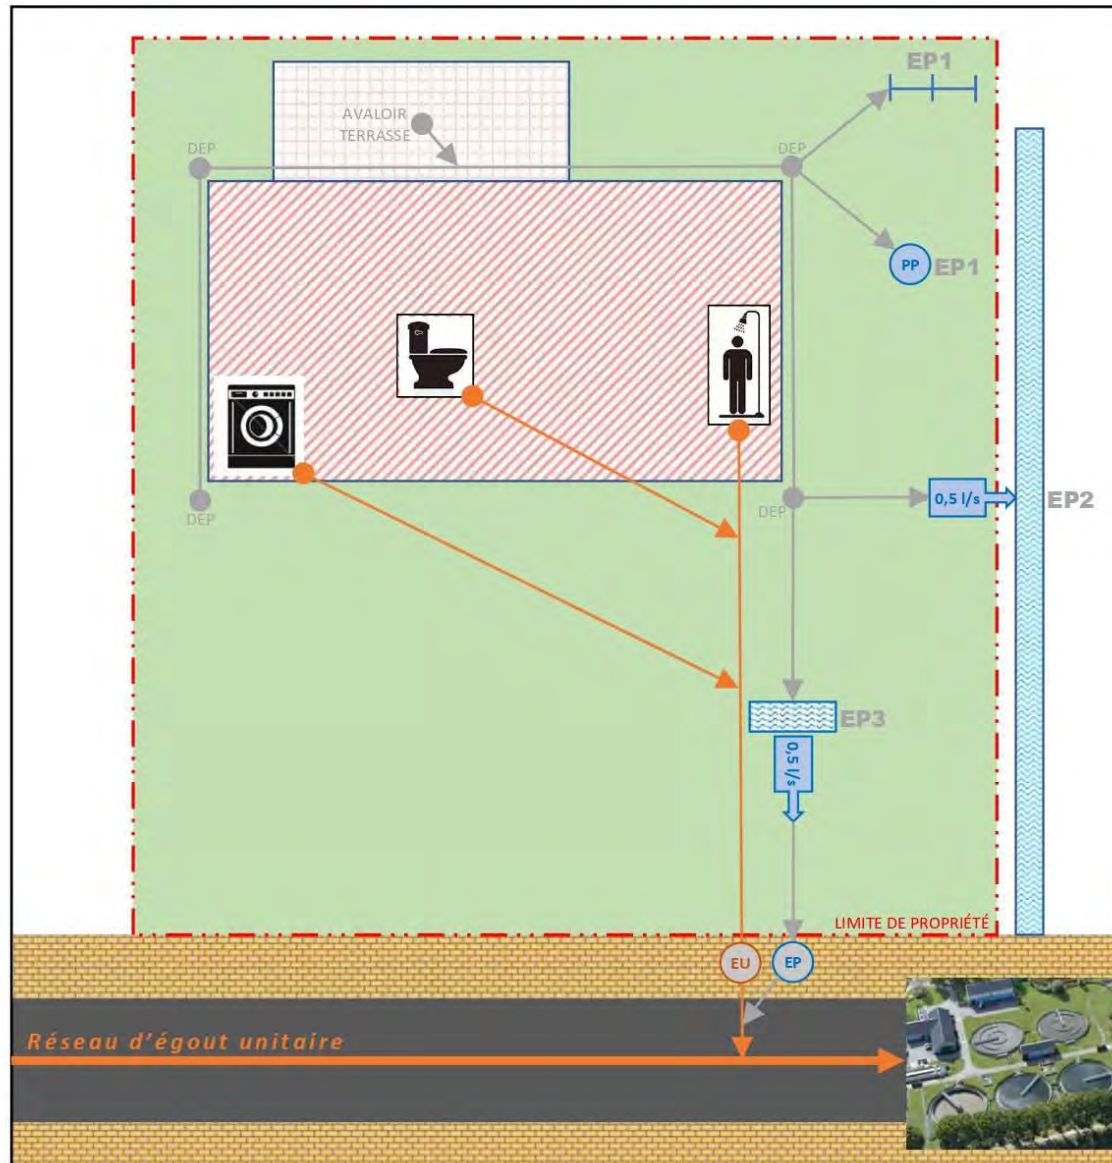 EP1
AVALOIR
TERRASSE
DEP
DEP
PP
EP1
DEP
DEP
0,5 l/s
EP2
EP3
0,5 l/s
LIMITE DE PROPRIÉTÉ
EU
EP
Réseau d'égout unitaire